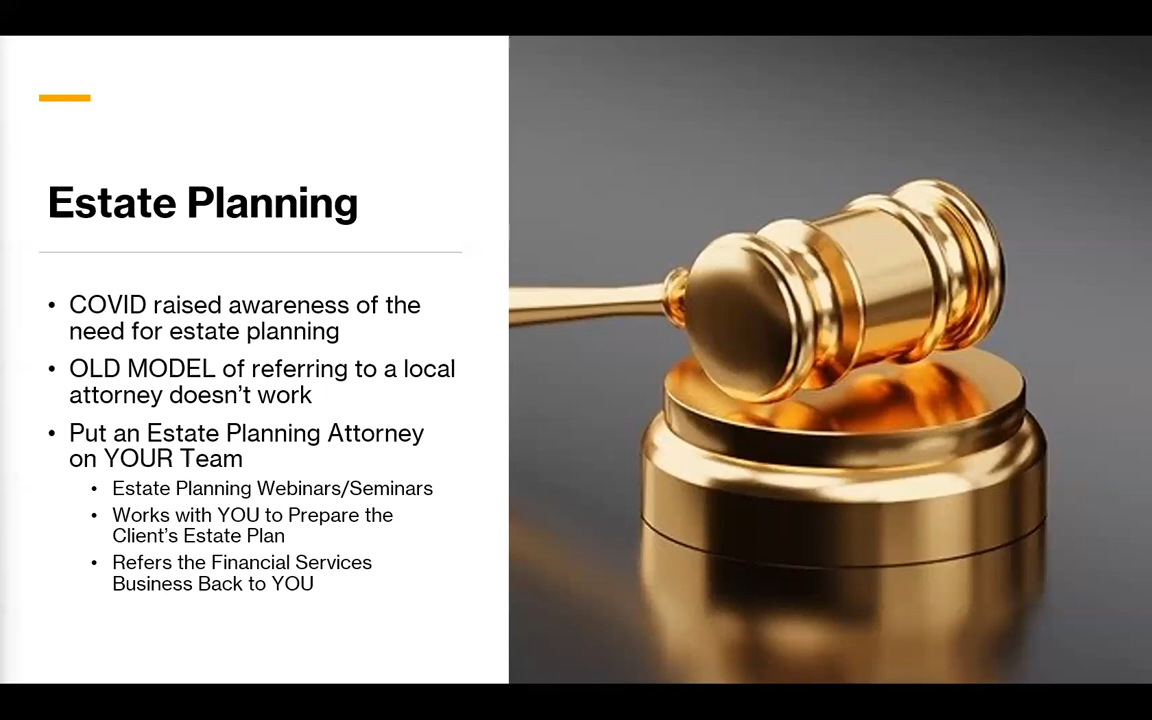 Estate Planning
• COVID raised awareness of the
need for estate planning
• OLD MODEL of referring to a local
attorney doesn’t work
• Put an Estate Planning Attorney
on YOUR Team
• Estate Planning Webinars/Seminars
• Works with YOU to Prepare the
Client’s Estate Plan
• Refers the Financial Services
Business Back to YOU